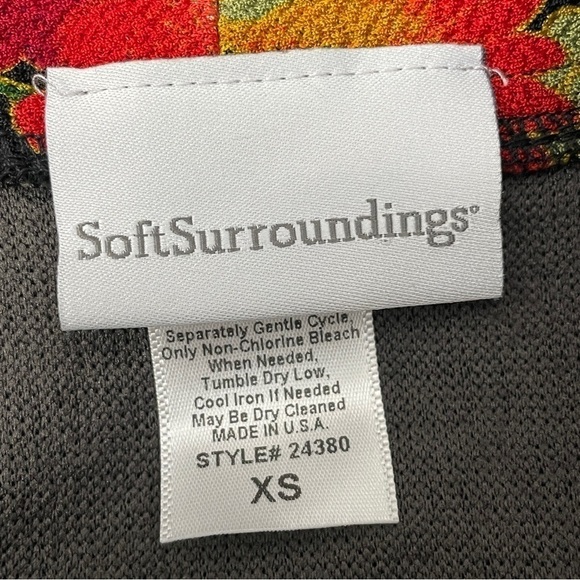 SoftSurroundings®
Separately Gentle Cycle,
Only Non-Chlorine Bleach
When Needed,
Tumble Dry Low,
Cool Iron If Needed
May Be Dry Cleaned
MADE IN U.S.A.
STYLE# 24380
XS